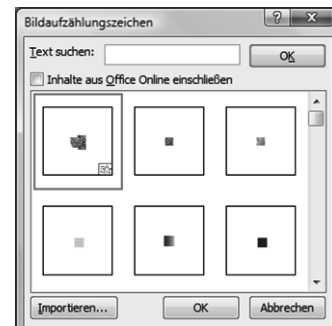 Bildaufzählungszeichen
Text suchen:
OK
Inhalte aus Office Online einschließen
Importieren...
OK
Abbrechen